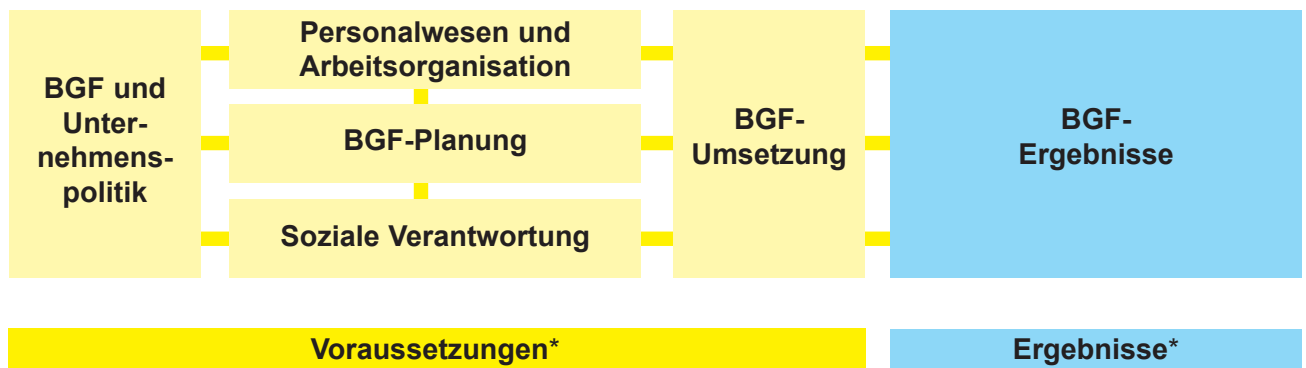 BGF und
Unter-
nehmens-
politik
Personalwesen und
Arbeitsorganisation
BGF-Planung
Soziale Verantwortung
BGF-
Umsetzung
BGF-
Ergebnisse
Voraussetzungen*
Ergebnisse*